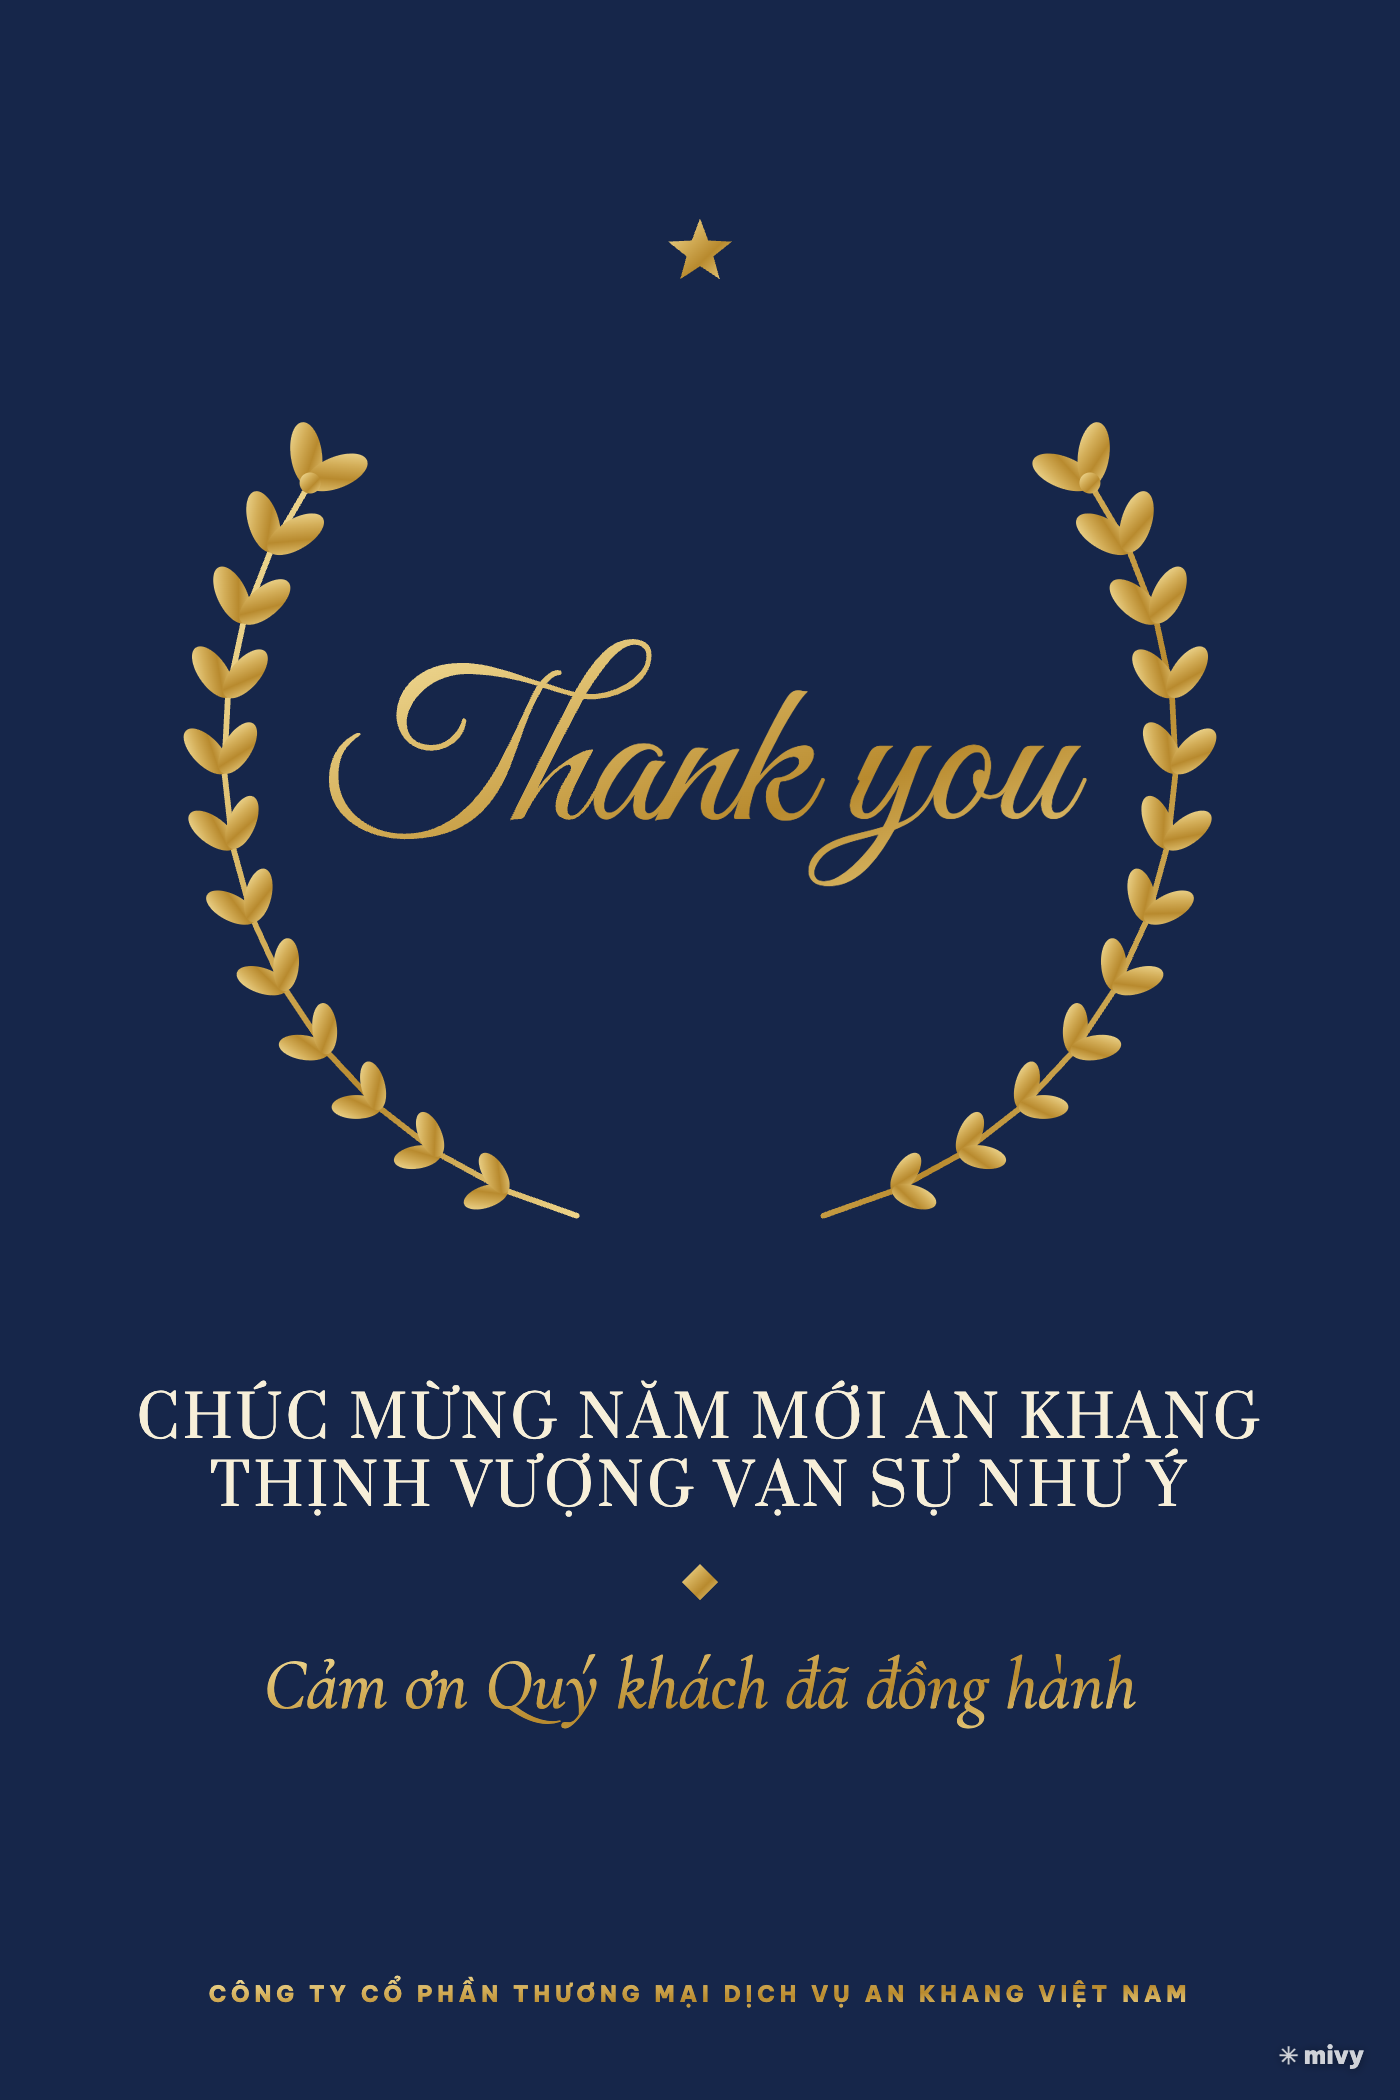 Thank you
CHÚC MỪNG NĂM MỚI AN KHANG
THỊNH VƯỢNG VẠN SỰ NHƯ Ý
Cảm ơn Quý khách đã đồng hành
CÔNG TY CỔ PHẦN THƯƠNG MẠI DỊCH VỤ AN KHANG VIỆT NAM
mivy